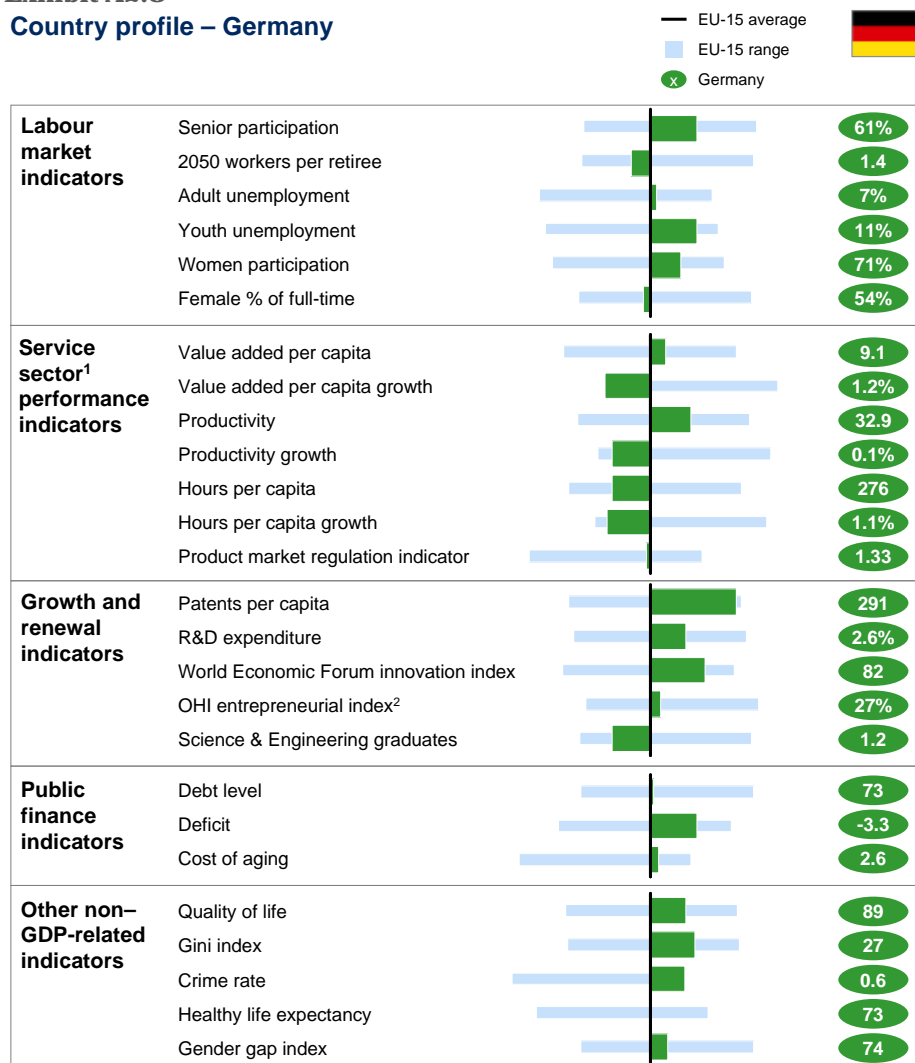 Country profile – Germany
EU-15 average
EU-15 range
x Germany
Labour
market
indicators
Senior participation 61%
2050 workers per retiree 1.4
Adult unemployment 7%
Youth unemployment 11%
Women participation 71%
Female % of full-time 54%
Service
sector1
performance
indicators
Value added per capita 9.1
Value added per capita growth 1.2%
Productivity 32.9
Productivity growth 0.1%
Hours per capita 276
Hours per capita growth 1.1%
Product market regulation indicator 1.33
Growth and
renewal
indicators
Patents per capita 291
R&D expenditure 2.6%
World Economic Forum innovation index 82
OHI entrepreneurial index2 27%
Science & Engineering graduates 1.2
Public
finance
indicators
Debt level 73
Deficit -3.3
Cost of aging 2.6
Other non–
GDP-related
indicators
Quality of life 89
Gini index 27
Crime rate 0.6
Healthy life expectancy 73
Gender gap index 74